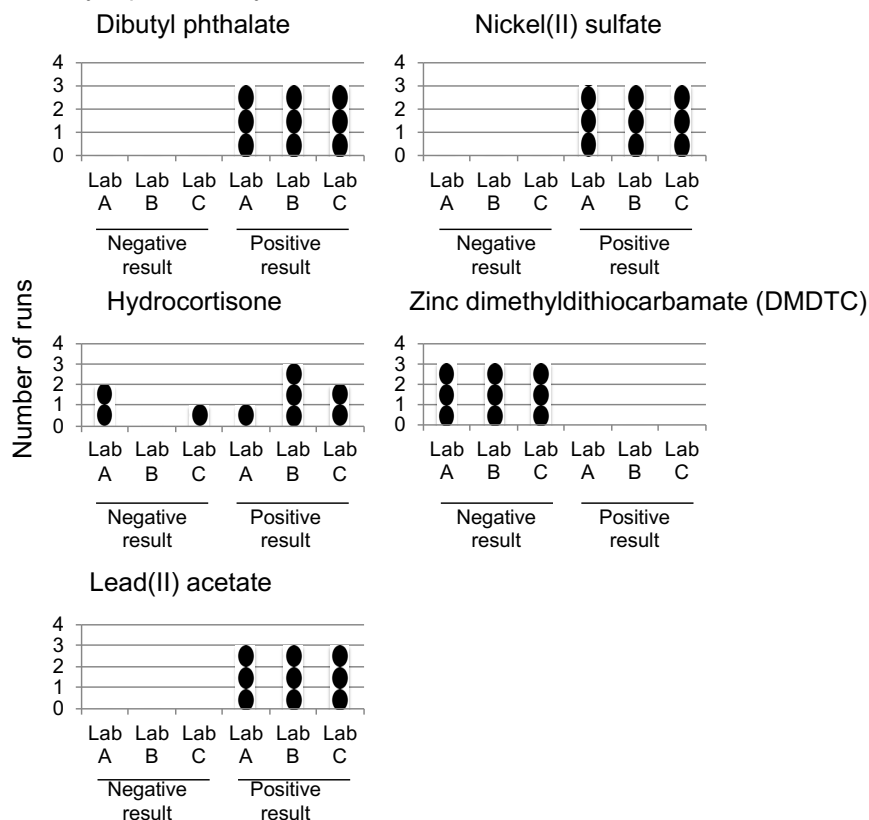 Dibutyl phthalate
4
3
2
1
0
Lab A Lab B Lab C Lab A Lab B Lab C
Negative result Positive result
Nickel(II) sulfate
4
3
2
1
0
Lab A Lab B Lab C Lab A Lab B Lab C
Negative result Positive result
Number of runs
Hydrocortisone
4
3
2
1
0
Lab A Lab B Lab C Lab A Lab B Lab C
Negative result Positive result
Zinc dimethyldithiocarbamate (DMDTC)
4
3
2
1
0
Lab A Lab B Lab C Lab A Lab B Lab C
Negative result Positive result
Lead(II) acetate
4
3
2
1
0
Lab A Lab B Lab C Lab A Lab B Lab C
Negative result Positive result